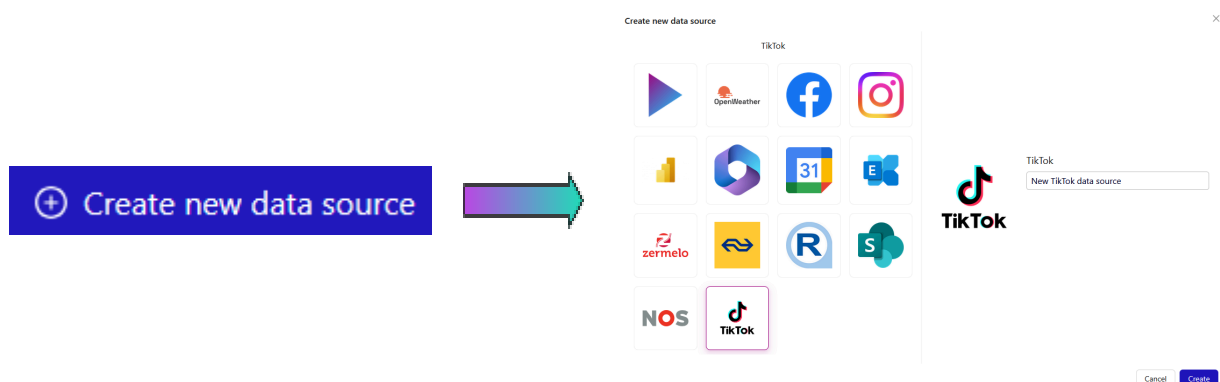 Create new data source
Create new data source
TikTok
OpenWeather
31
E
zermelo
R
S
NOS
TikTok
TikTok
TikTok
New TikTok data source
Cancel
Create